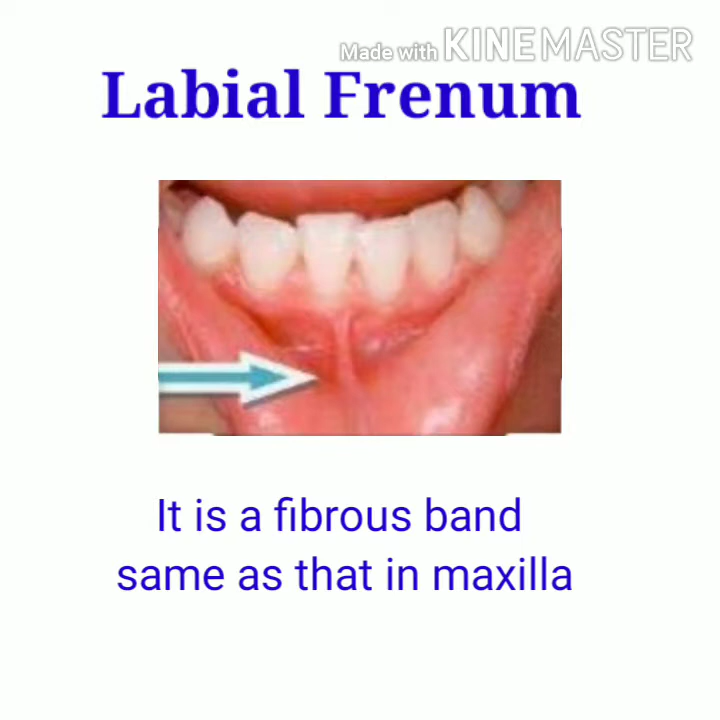 Made with KINEMASTER
Labial Frenum
It is a fibrous band
same as that in maxilla